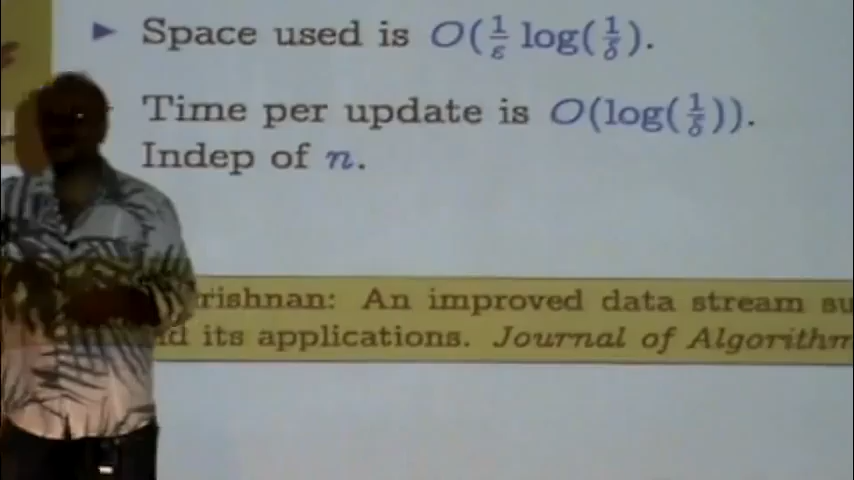 ▶ Space used is O(1/ε log(1/δ).
Time per update is O(log(1/δ)).
Indep of n.
rishnan: An improved data stream su
its applications. Journal of Algorithm